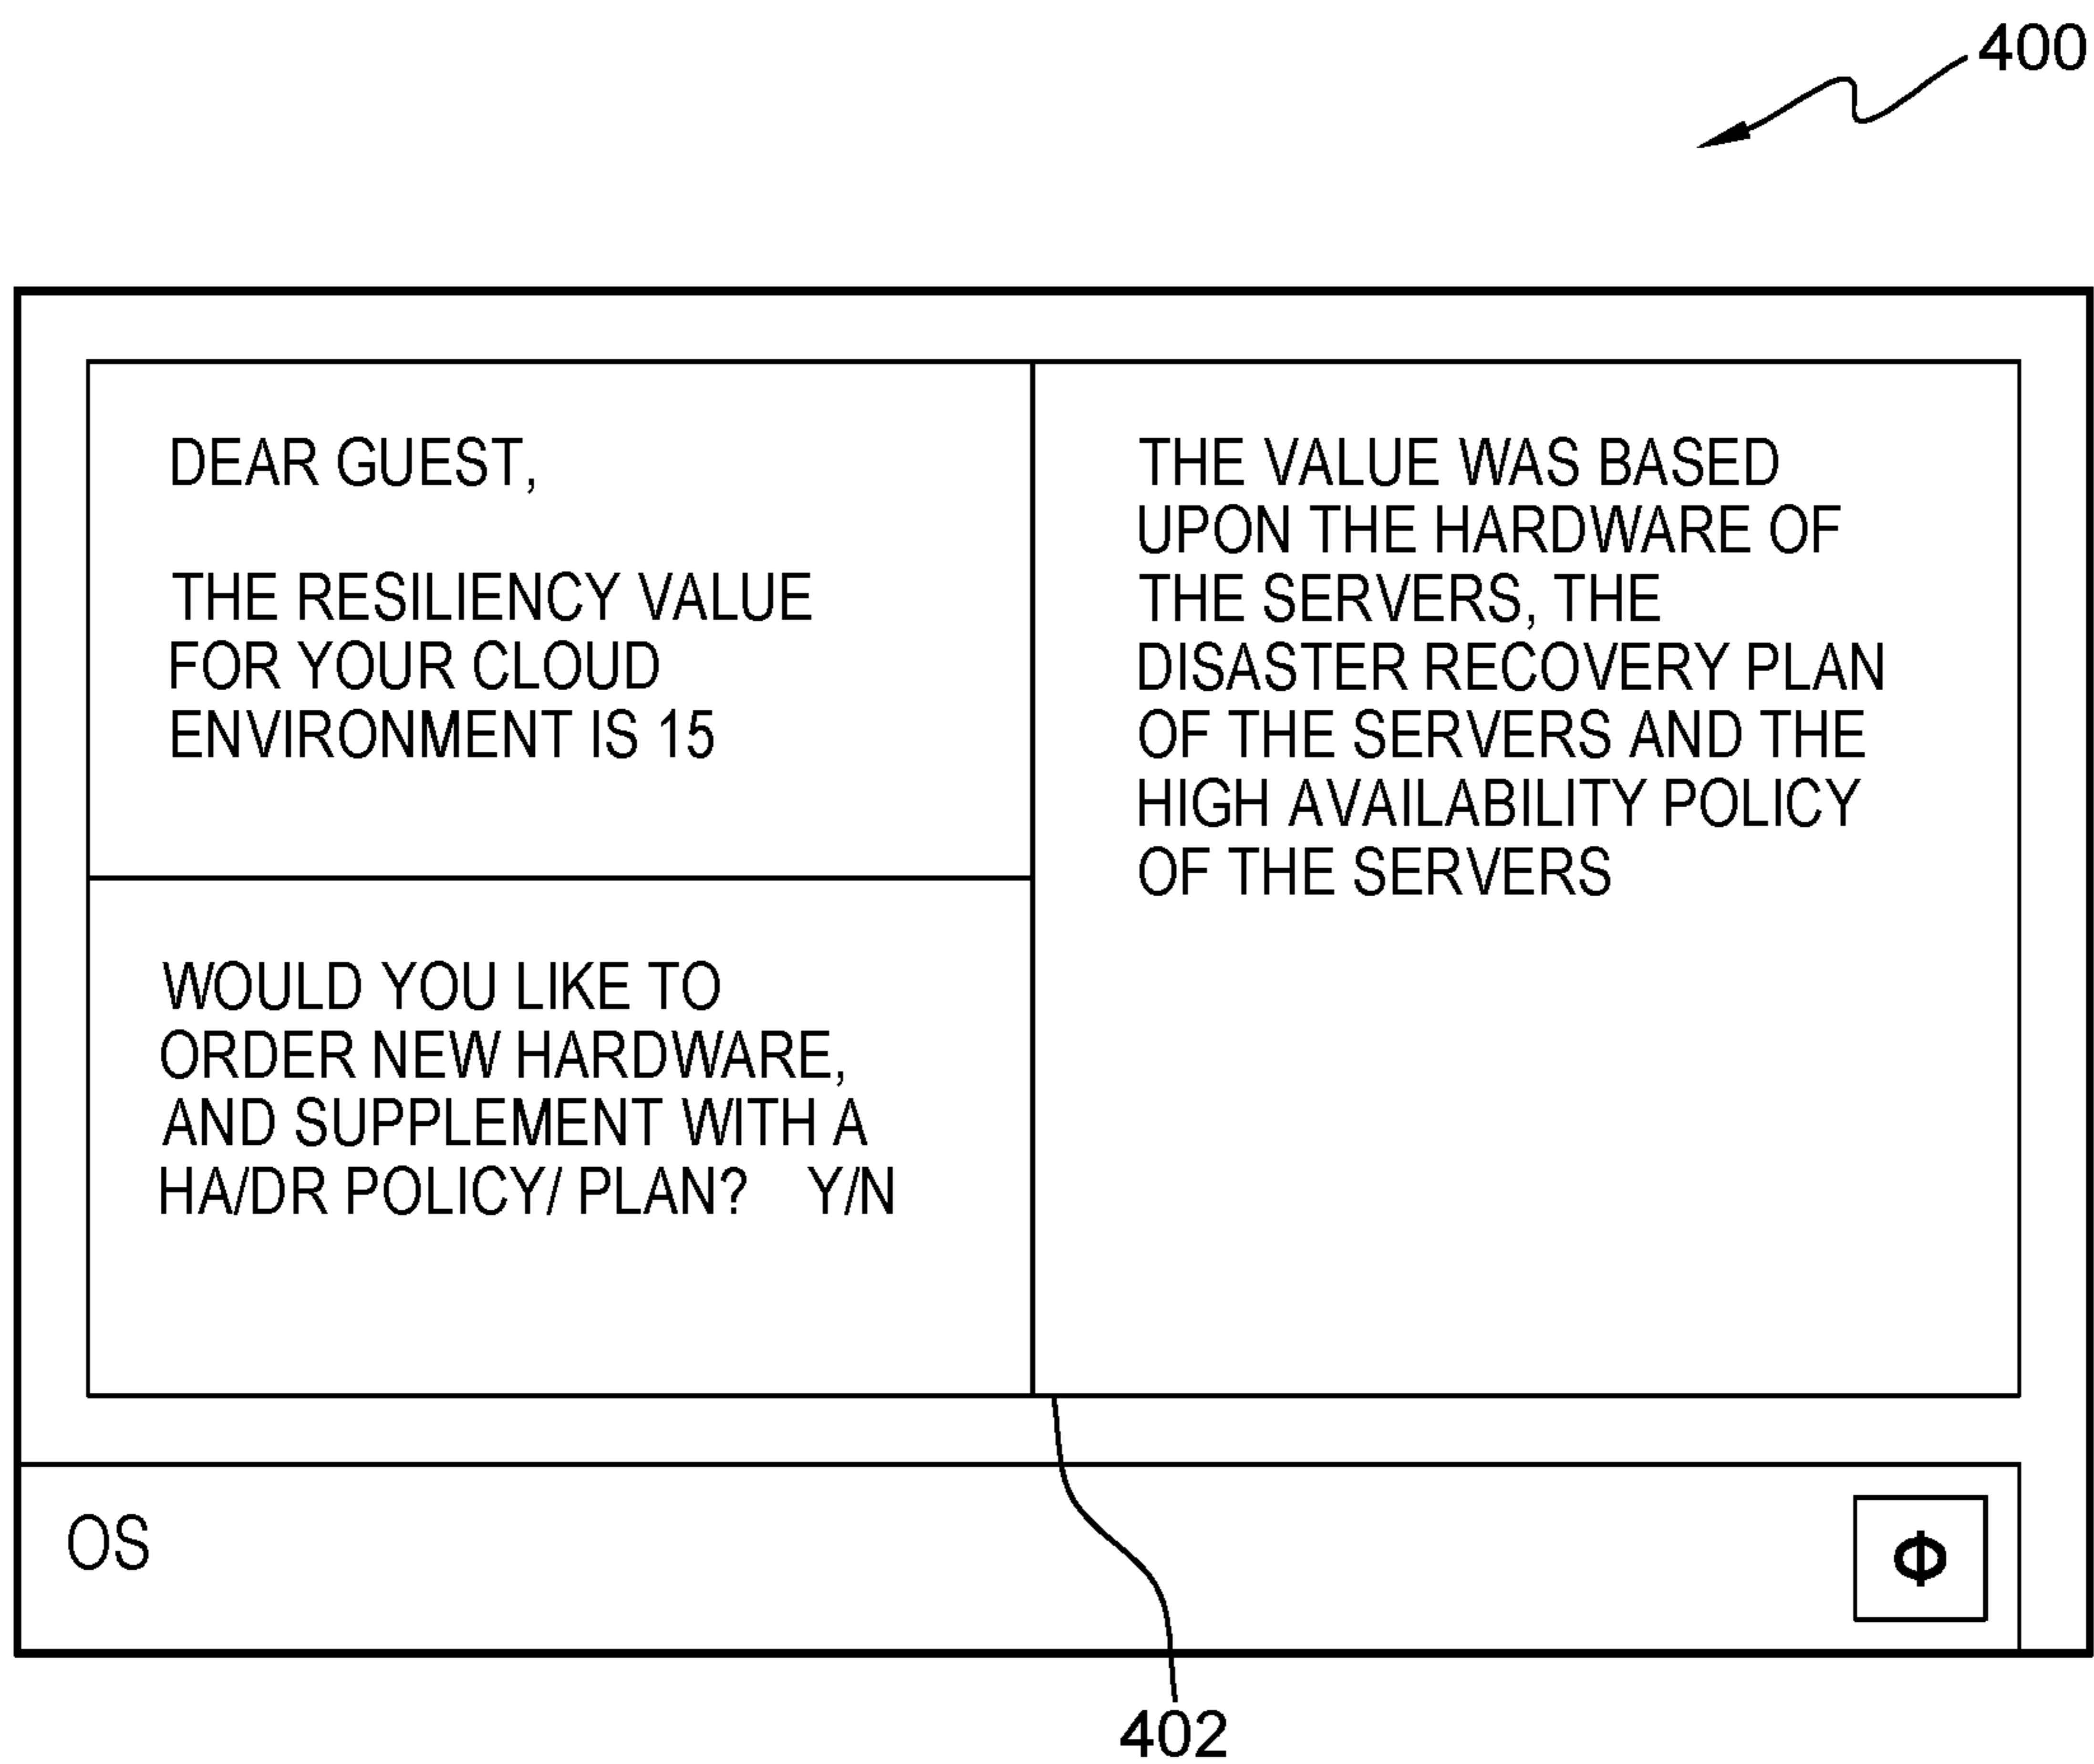 400
DEAR GUEST,
THE RESILIENCY VALUE
FOR YOUR CLOUD
ENVIRONMENT IS 15
WOULD YOU LIKE TO
ORDER NEW HARDWARE,
AND SUPPLEMENT WITH A
HA/DR POLICY/ PLAN? Y/N
THE VALUE WAS BASED
UPON THE HARDWARE OF
THE SERVERS, THE
DISASTER RECOVERY PLAN
OF THE SERVERS AND THE
HIGH AVAILABILITY POLICY
OF THE SERVERS
OS
Φ
402